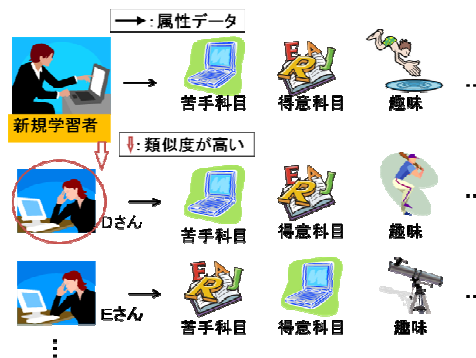 →:属性データ
新規学習者
苦手科目 得意科目 趣味 …
⇩:類似度が高い
Dさん
苦手科目 得意科目 趣味 …
Eさん
苦手科目 得意科目 趣味 …
⋮